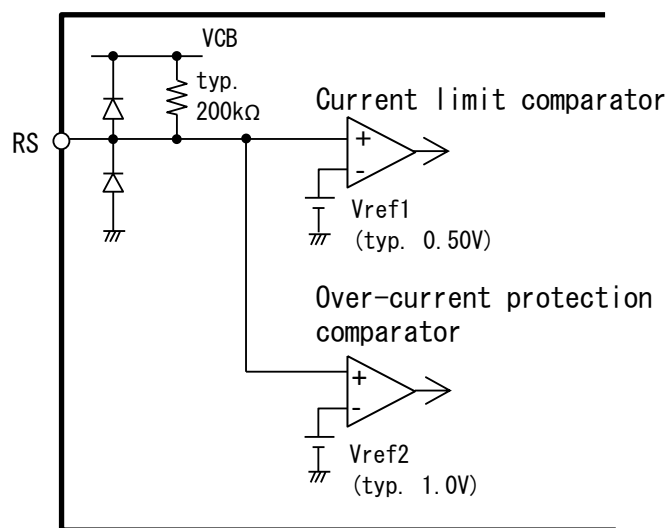 VCB
typ.
200kΩ
RS
Current limit comparator
+
-
Vref1
(typ. 0.50V)
Over-current protection
comparator
+
-
Vref2
(typ. 1.0V)